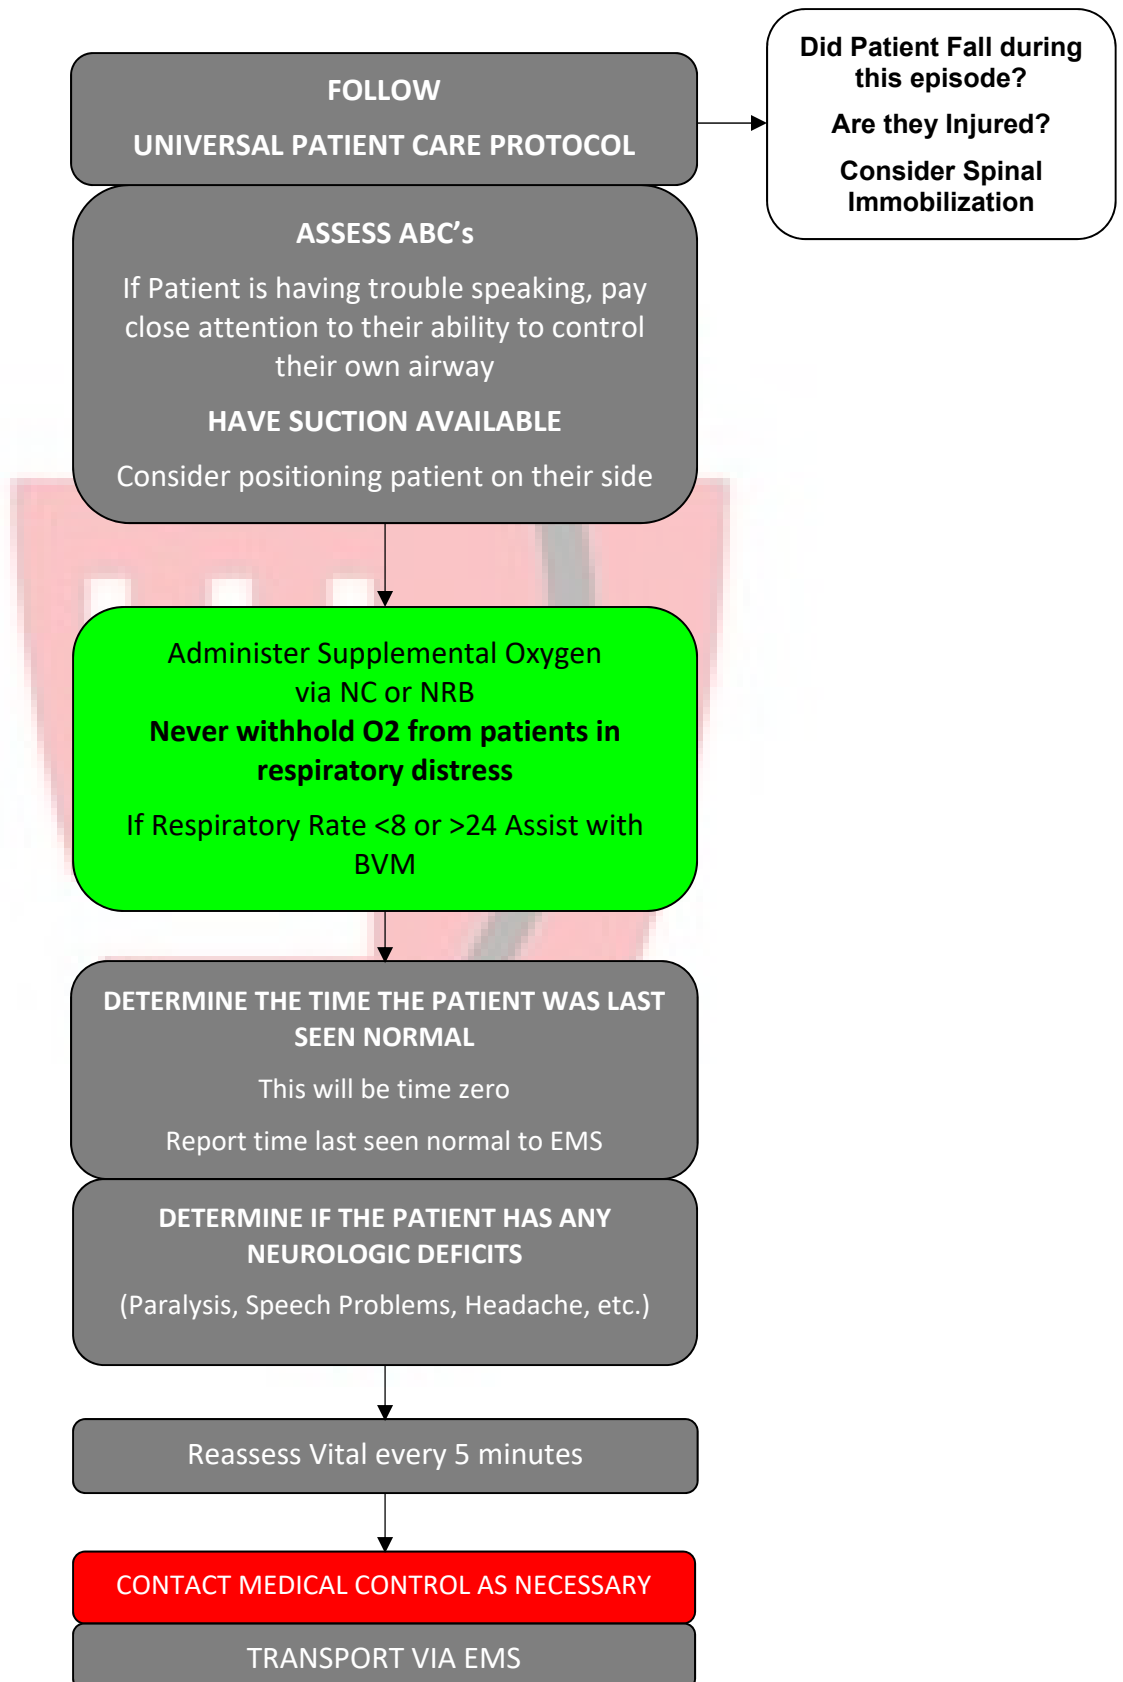 FOLLOW
UNIVERSAL PATIENT CARE PROTOCOL
Did Patient Fall during
this episode?
Are they Injured?
Consider Spinal
Immobilization
ASSESS ABC’s
If Patient is having trouble speaking, pay
close attention to their ability to control
their own airway
HAVE SUCTION AVAILABLE
Consider positioning patient on their side
Administer Supplemental Oxygen
via NC or NRB
Never withhold O2 from patients in
respiratory distress
If Respiratory Rate <8 or >24 Assist with
BVM
DETERMINE THE TIME THE PATIENT WAS LAST
SEEN NORMAL
This will be time zero
Report time last seen normal to EMS
DETERMINE IF THE PATIENT HAS ANY
NEUROLOGIC DEFICITS
(Paralysis, Speech Problems, Headache, etc.)
Reassess Vital every 5 minutes
CONTACT MEDICAL CONTROL AS NECESSARY
TRANSPORT VIA EMS